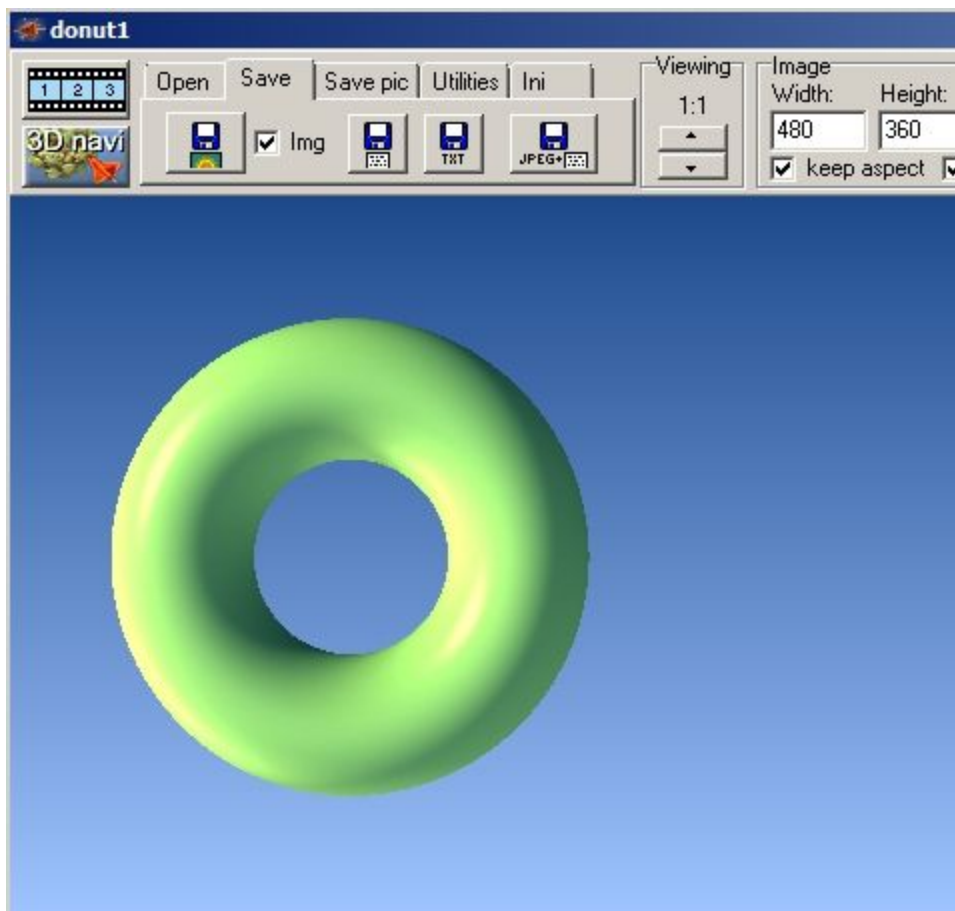 donut1
1 2 3
3D navi
Open Save Save pic Utilities Ini
Img
TXT
JPEG+
Viewing
1:1
Image
Width: Height:
480 360
keep aspect